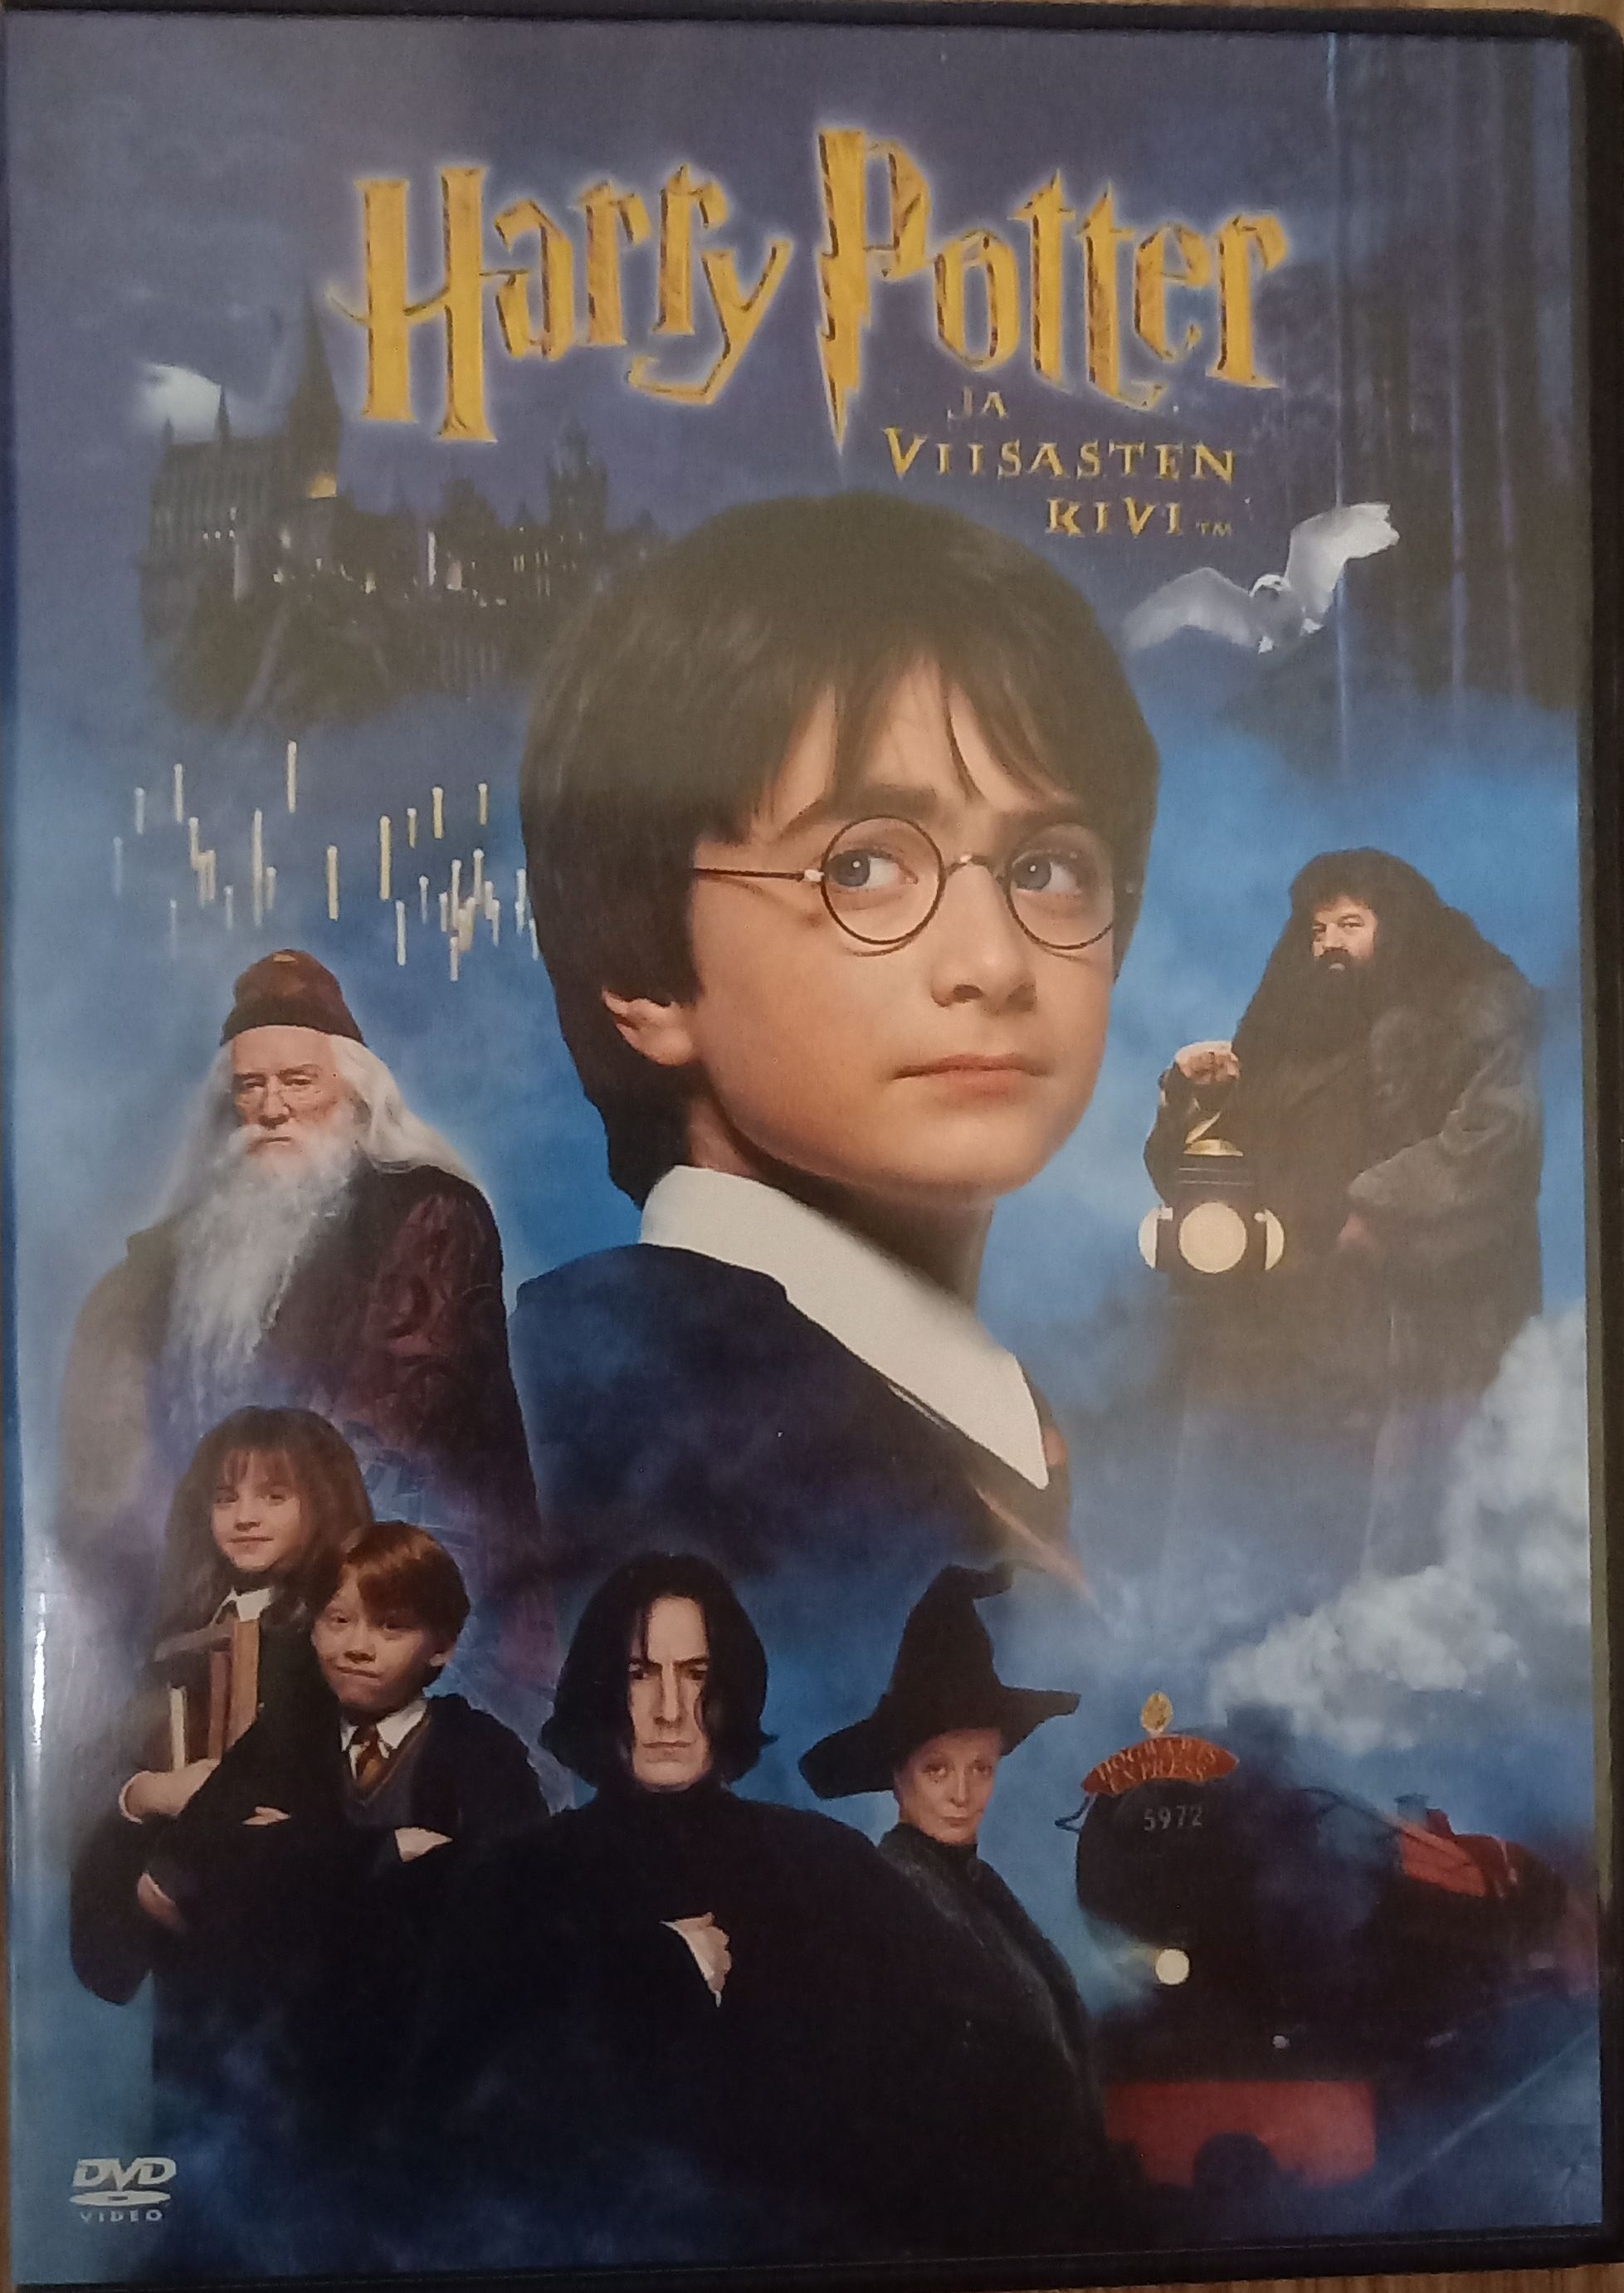 Harry Potter
JA
VIISASTEN
KIVI TM
HOGWARTS
EXPRESS
5972
DVD
VIDEO